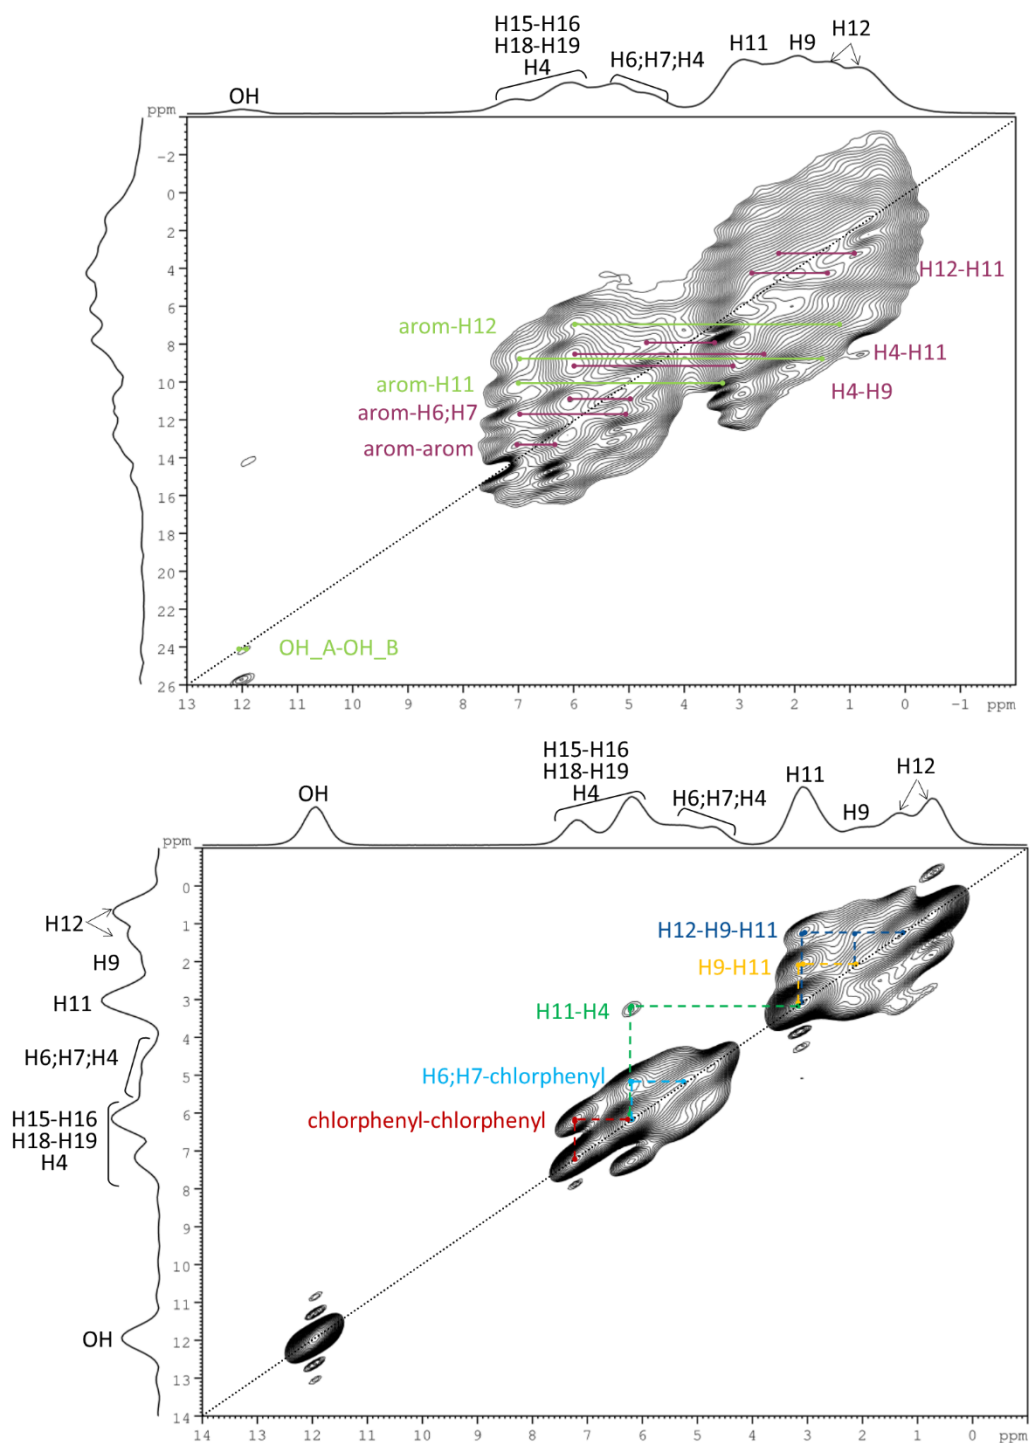 H15-H16
H18-H19
H4
H6;H7;H4
H11
H9
H12
OH
ppm
-2
0
2
4
6
8
10
12
14
16
18
20
22
24
26
H12-H11
arom-H12
H4-H11
arom-H11
H4-H9
arom-H6;H7
arom-arom
OH_A-OH_B
13 12 11 10 9 8 7 6 5 4 3 2 1 0 -1 ppm
H15-H16
H18-H19
H4
OH
H6;H7;H4
H11
H9
H12
ppm
0
1
2
3
4
5
6
7
8
9
10
11
12
13
14
H12
H9
H11
H6;H7;H4
H15-H16
H18-H19
H4
OH
H12-H9-H11
H9-H11
H11-H4
H6;H7-chlorphenyl
chlorphenyl-chlorphenyl
14 13 12 11 10 9 8 7 6 5 4 3 2 1 0 ppm